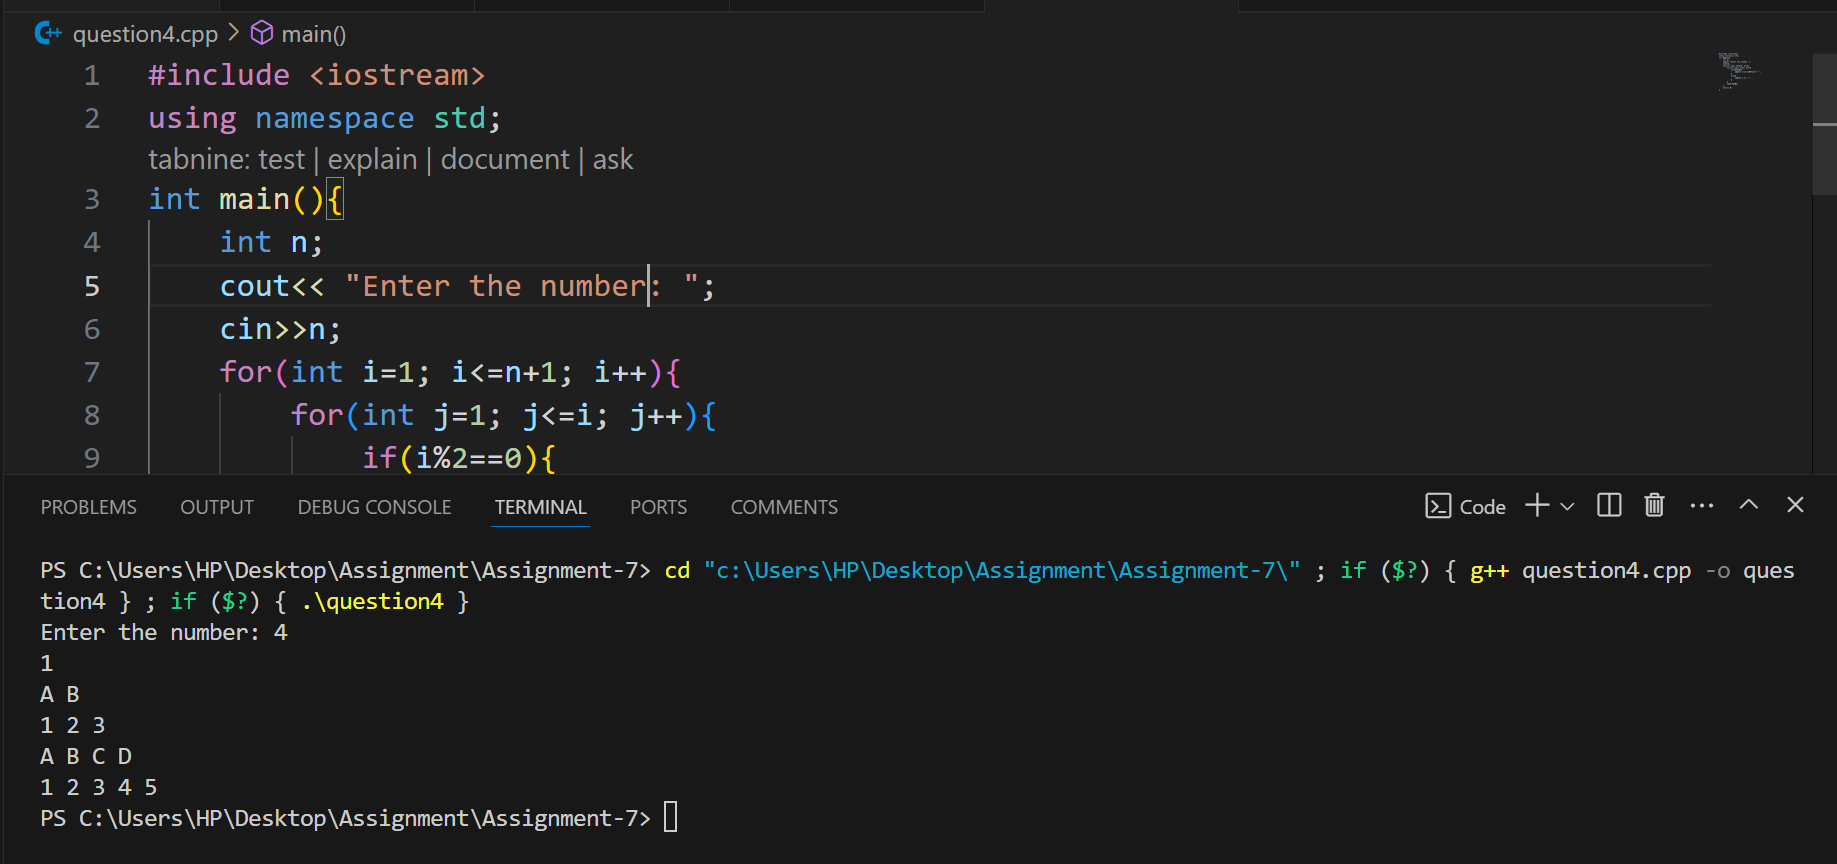 question4.cpp > main()
1 #include <iostream>
2 using namespace std;
tabnine: test | explain | document | ask
3 int main(){
4 int n;
5 cout<< "Enter the number: ";
6 cin>>n;
7 for(int i=1; i<=n+1; i++){
8 for(int j=1; j<=i; j++){
9 if(i%2==0){
PROBLEMS OUTPUT DEBUG CONSOLE TERMINAL PORTS COMMENTS Code
PS C:\Users\HP\Desktop\Assignment\Assignment-7> cd "c:\Users\HP\Desktop\Assignment\Assignment-7\" ; if ($?) { g++ question4.cpp -o ques
tion4 } ; if ($?) { .\question4 }
Enter the number: 4
1
A B
1 2 3
A B C D
1 2 3 4 5
PS C:\Users\HP\Desktop\Assignment\Assignment-7>